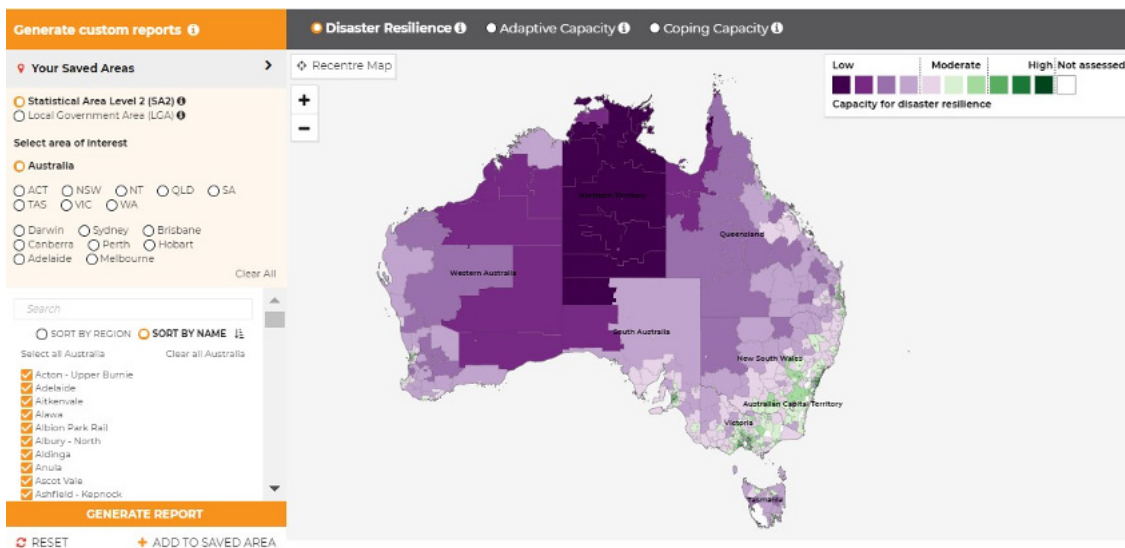 Generate custom reports
Disaster Resilience
Adaptive Capacity
Coping Capacity
Your Saved Areas
Statistical Area Level 2 (SA2)
Local Government Area (LGA)
Select area of interest
Australia
ACT NSW NT QLD SA
TAS VIC WA
Darwin Sydney Brisbane
Canberra Perth Hobart
Adelaide Melbourne
Clear All
Search
SORT BY REGION SORT BY NAME
Select all Australia Clear all Australia
Acton - Upper Burnie
Adelaide
Aitkenvale
Alawa
Albion Park Rail
Albury - North
Aldinga
Anula
Ascot Vale
Ashfield - Kepnock
GENERATE REPORT
RESET + ADD TO SAVED AREA
Recentre Map
+
−
Low Moderate High Not assessed
Capacity for disaster resilience
Northern Territory
Queensland
Western Australia
South Australia
New South Wales
Australian Capital Territory
Victoria
Tasmania